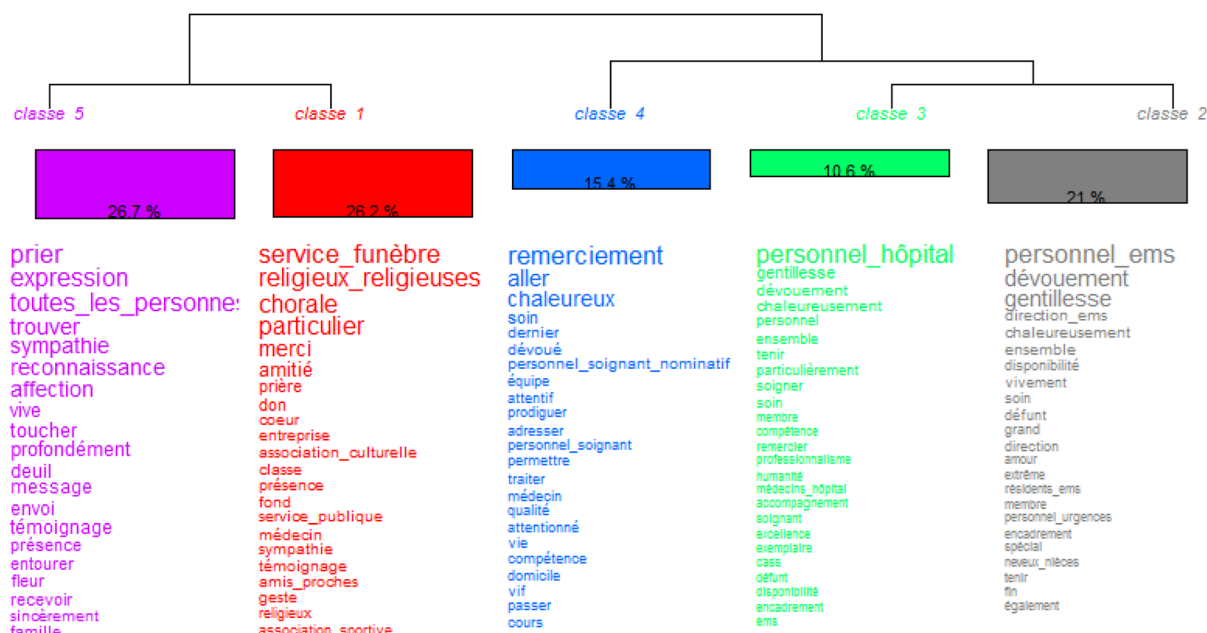 classe 5
classe 1
classe 4
classe 3
classe 2
26.7 %
26.2 %
15.4 %
10.6 %
21 %
prier
expression
toutes_les_personnes
trouver
sympathie
reconnaissance
affection
vive
toucher
profondément
deuil
message
envoi
témoignage
présence
entourer
fleur
recevoir
sincèrement
famille
service_funèbre
religieux_religieuses
chorale
particulier
merci
amitié
prière
don
coeur
entreprise
association_culturelle
classe
présence
fond
service_publique
médecin
sympathie
témoignage
amis_proches
geste
religieux
association_sportive
remerciement
aller
chaleureux
soin
dernier
dévoué
personnel_soignant_nominatif
équipe
attentif
prodiguer
adresser
personnel_soignant
permettre
traiter
médecin
qualité
attentionné
vie
compétence
domicile
vif
passer
cours
personnel_hôpital
gentillesse
dévouement
chaleureusement
personnel
ensemble
tenir
particulièrement
soigner
soin
membre
compétence
remercier
professionnalisme
humanité
médecins_hôpital
accompagnement
soignant
excellence
exemplaire
cass
défunt
disponibilité
encadrement
ems
personnel_ems
dévouement
gentillesse
direction_ems
chaleureusement
ensemble
disponibilité
vivement
soin
défunt
grand
direction
amour
extrême
résidents_ems
membre
personnel_urgences
encadrement
spécial
neveux_nièces
tenir
fin
également